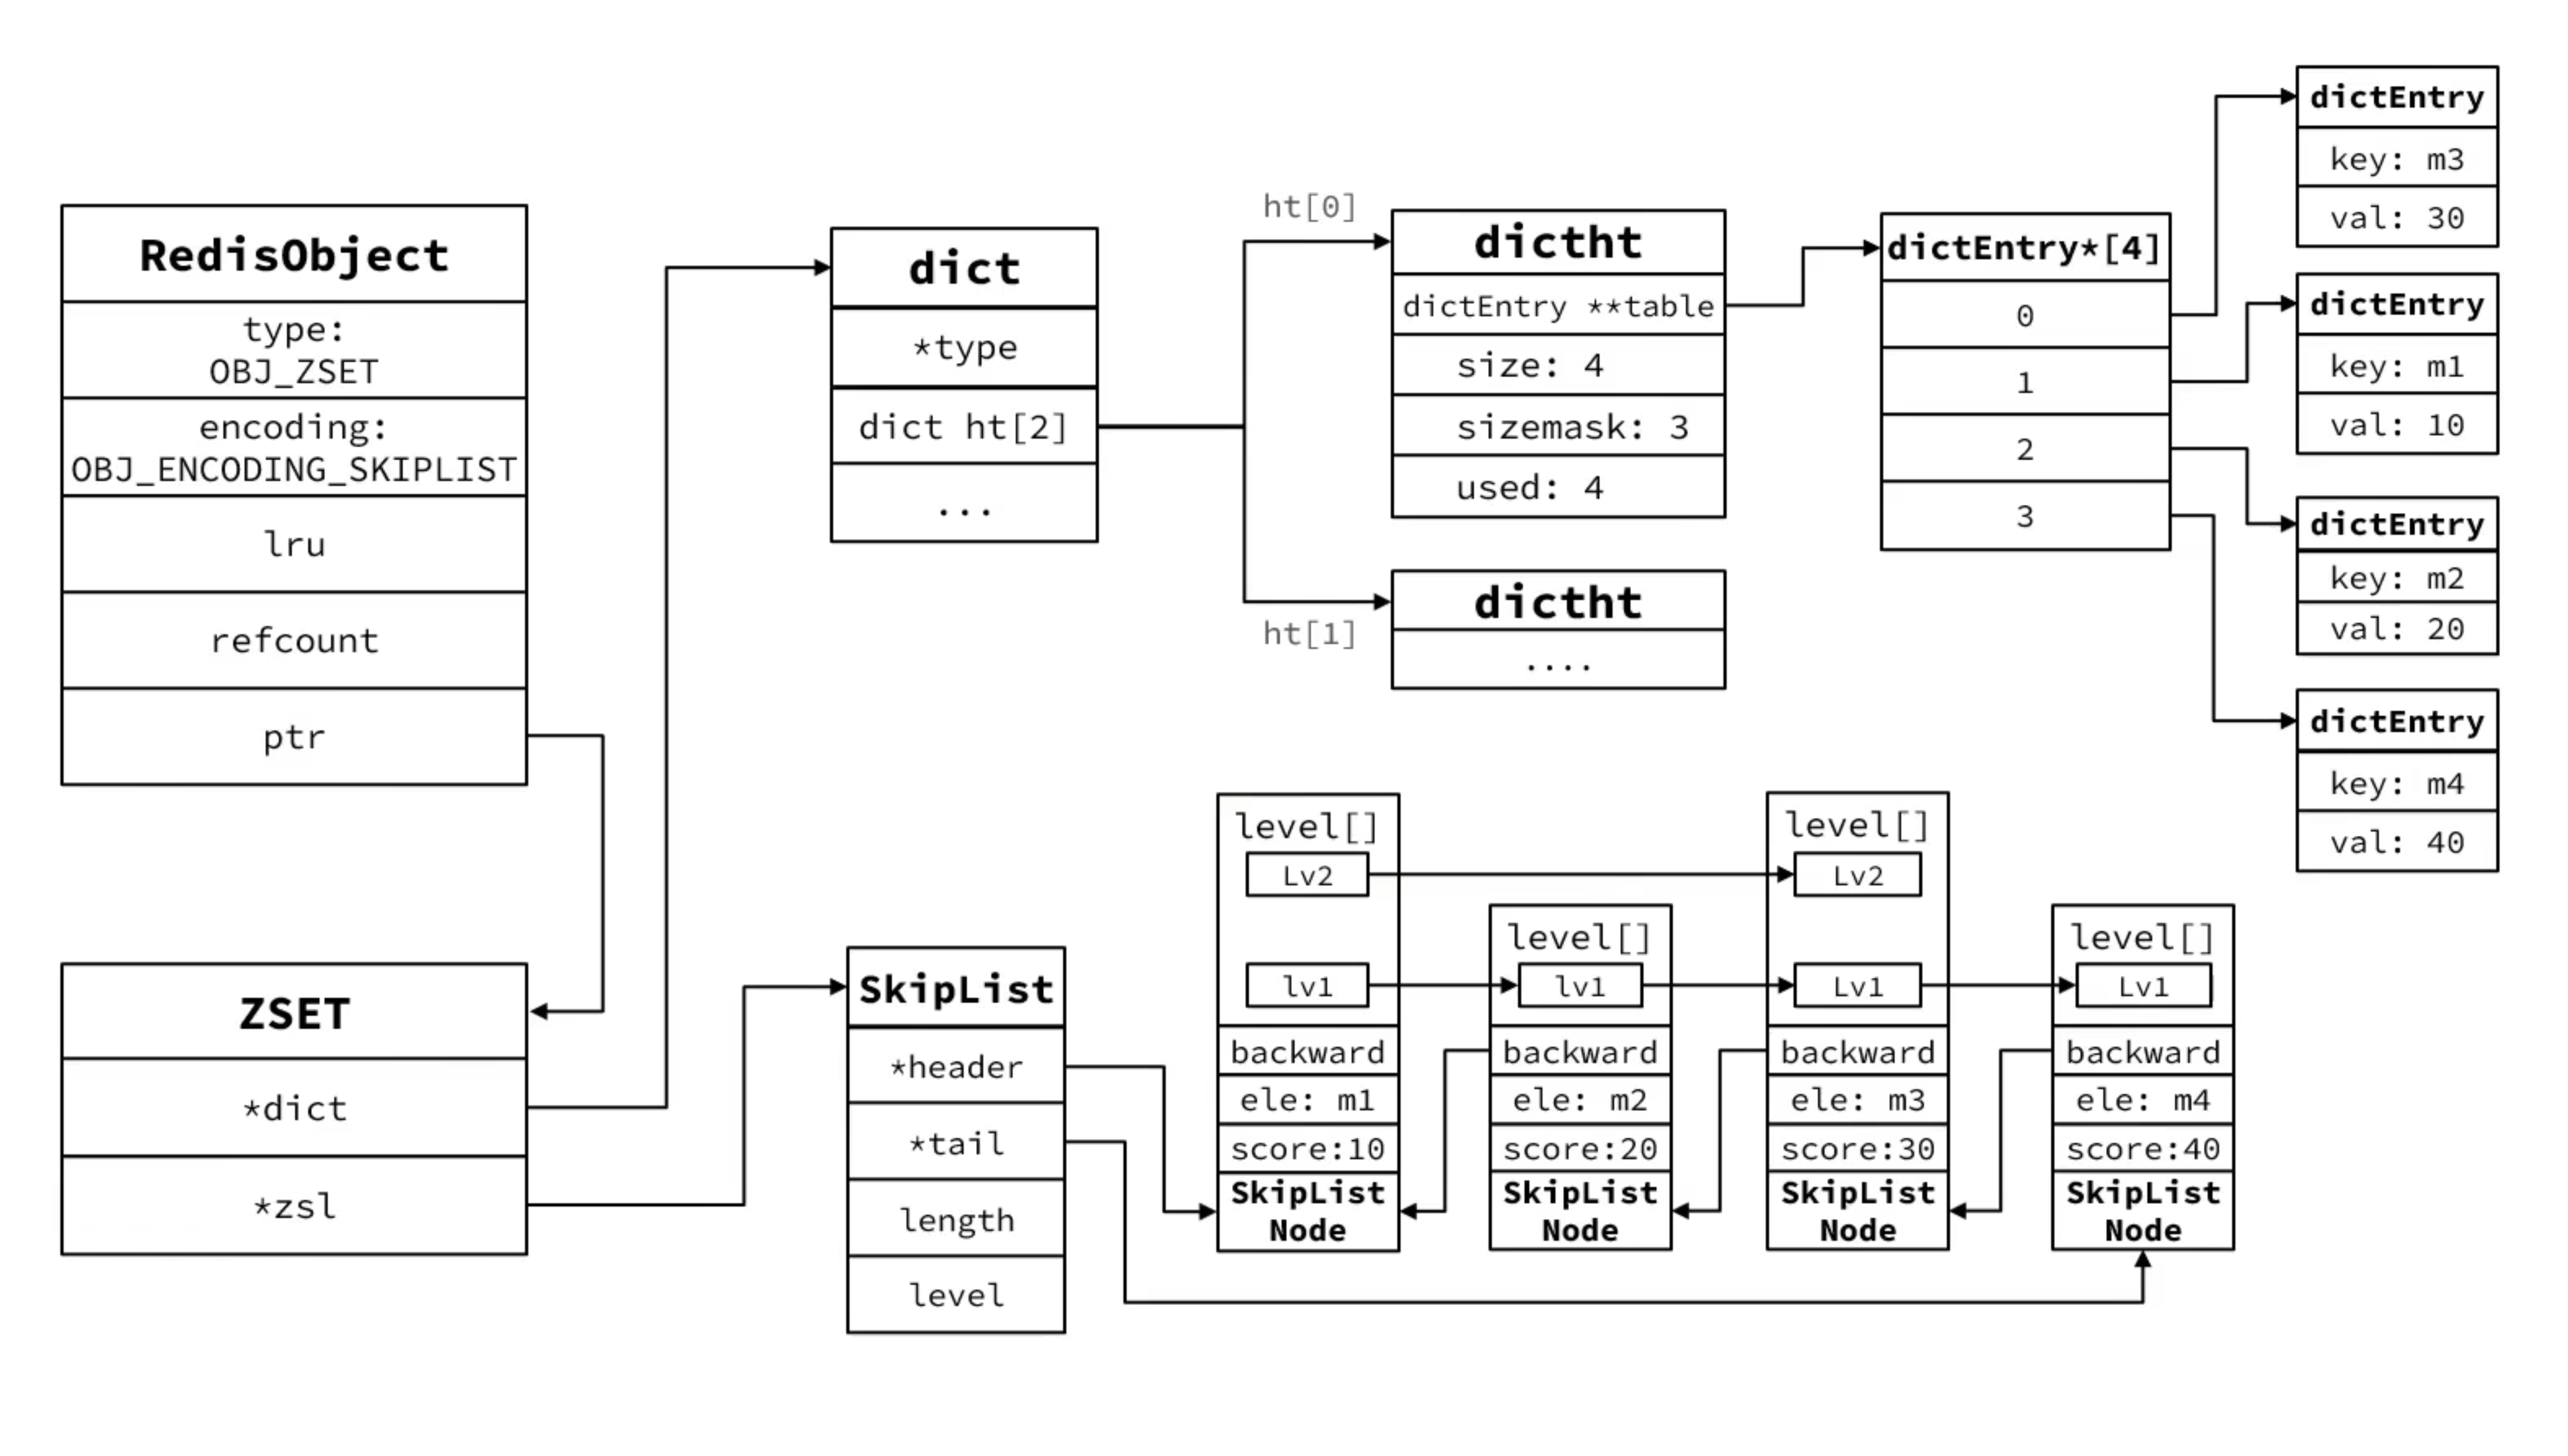 RedisObject
type:
OBJ_ZSET
encoding:
OBJ_ENCODING_SKIPLIST
lru
refcount
ptr
ZSET
*dict
*zsl
dict
*type
dict ht[2]
...
ht[0]
dictht
dictEntry **table
size: 4
sizemask: 3
used: 4
ht[1]
dictht
....
dictEntry*[4]
0
1
2
3
dictEntry
key: m3
val: 30
dictEntry
key: m1
val: 10
dictEntry
key: m2
val: 20
dictEntry
key: m4
val: 40
SkipList
*header
*tail
length
level
level[]
Lv2
lv1
backward
ele: m1
score:10
SkipList
Node
level[]
lv1
backward
ele: m2
score:20
SkipList
Node
level[]
Lv2
Lv1
backward
ele: m3
score:30
SkipList
Node
level[]
Lv1
backward
ele: m4
score:40
SkipList
Node